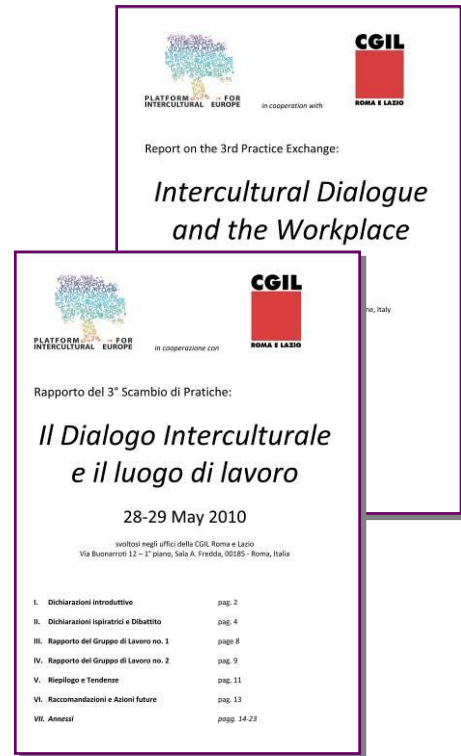 PLATFORM FOR
INTERCULTURAL EUROPE
in cooperation with
CGIL
ROMA E LAZIO
Report on the 3rd Practice Exchange:
Intercultural Dialogue
and the Workplace
ne, Italy
PLATFORM FOR
INTERCULTURAL EUROPE
in cooperazione con
CGIL
ROMA E LAZIO
Rapporto del 3° Scambio di Pratiche:
Il Dialogo Interculturale
e il luogo di lavoro
28-29 May 2010
svoltosi negli uffici della CGIL Roma e Lazio
Via Buonarroti 12 – 1° piano, Sala A. Fredda, 00185 - Roma, Italia
I. Dichiarazioni introduttive pag. 2
II. Dichiarazioni ispiratrici e Dibattito pag. 4
III. Rapporto del Gruppo di Lavoro no. 1 page 8
IV. Rapporto del Gruppo di Lavoro no. 2 pag. 9
V. Riepilogo e Tendenze pag. 11
VI. Raccomandazioni e Azioni future pag. 13
VII. Annessi pagg. 14-23